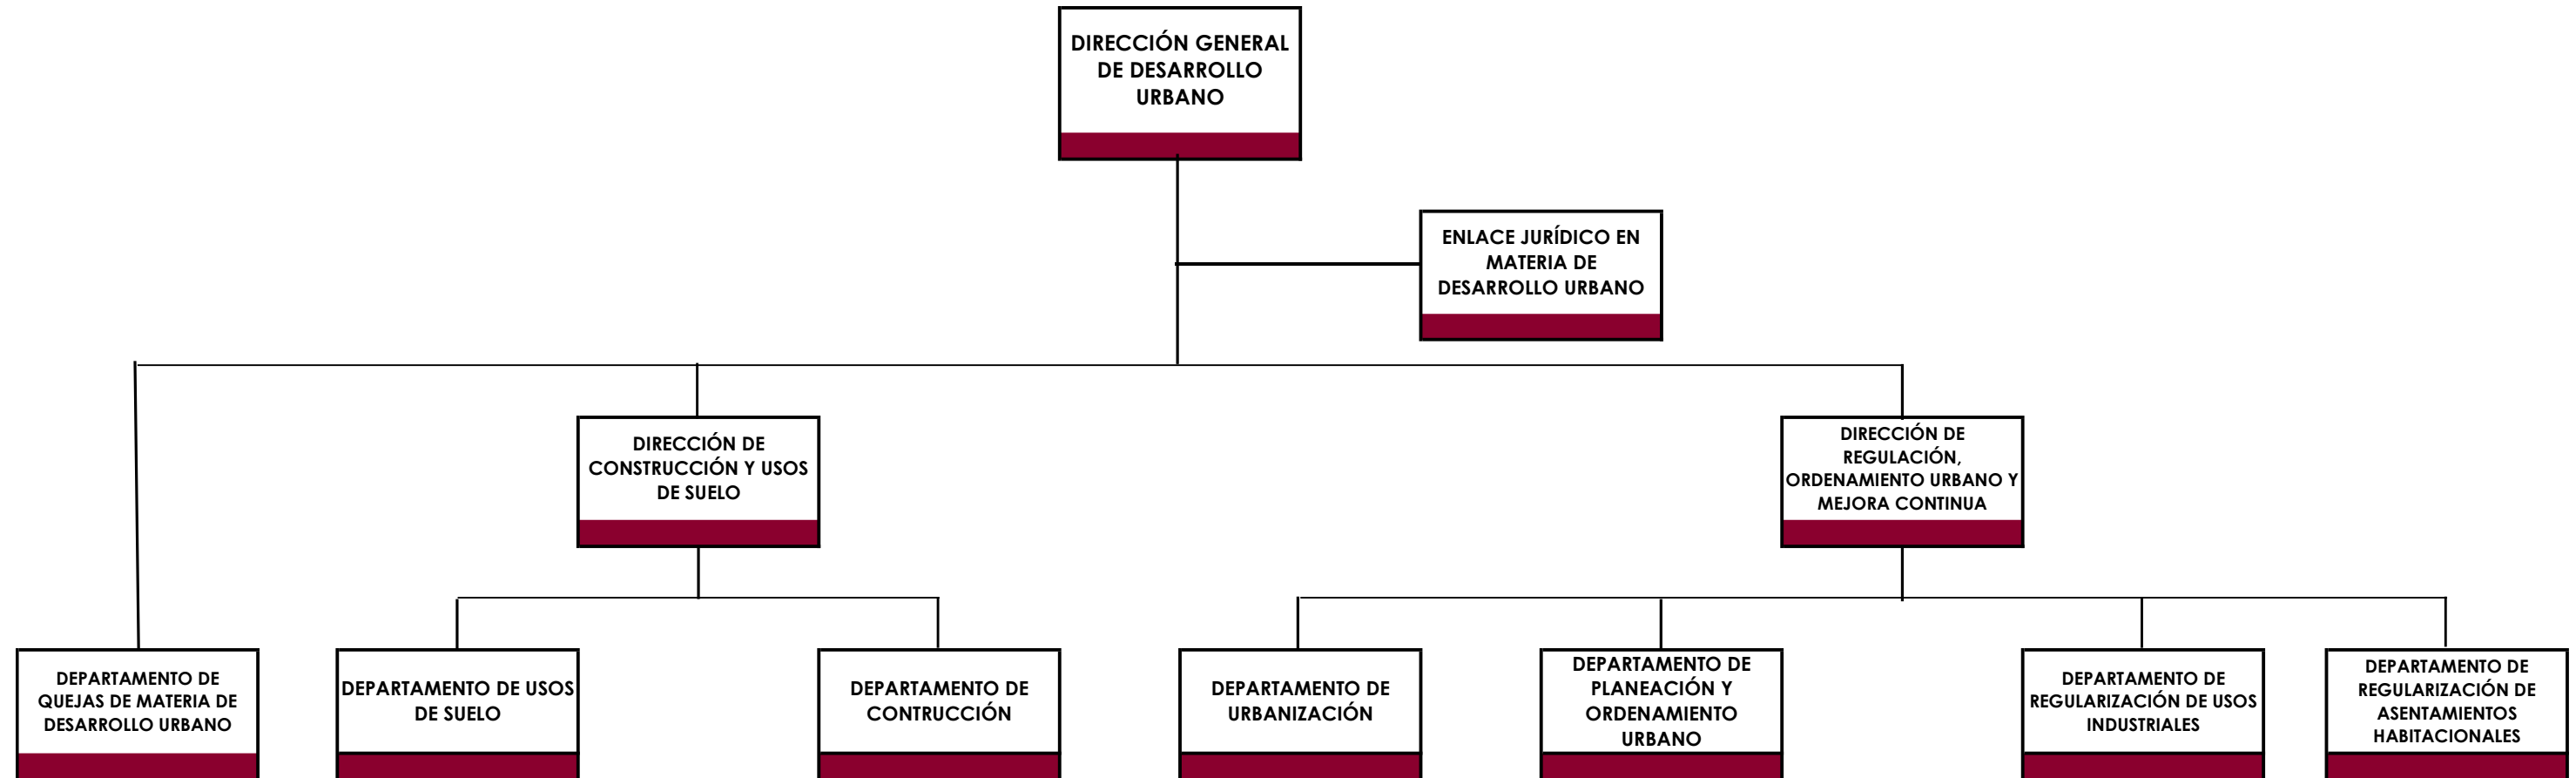 DIRECCIÓN GENERAL
DE DESARROLLO
URBANO
ENLACE JURÍDICO EN
MATERIA DE
DESARROLLO URBANO
DIRECCIÓN DE
CONSTRUCCIÓN Y USOS
DE SUELO
DIRECCIÓN DE
REGULACIÓN,
ORDENAMIENTO URBANO Y
MEJORA CONTINUA
DEPARTAMENTO DE
QUEJAS DE MATERIA DE
DESARROLLO URBANO
DEPARTAMENTO DE USOS
DE SUELO
DEPARTAMENTO DE
CONTRUCCIÓN
DEPARTAMENTO DE
URBANIZACIÓN
DEPARTAMENTO DE
PLANEACIÓN Y
ORDENAMIENTO
URBANO
DEPARTAMENTO DE
REGULARIZACIÓN DE USOS
INDUSTRIALES
DEPARTAMENTO DE
REGULARIZACIÓN DE
ASENTAMIENTOS
HABITACIONALES